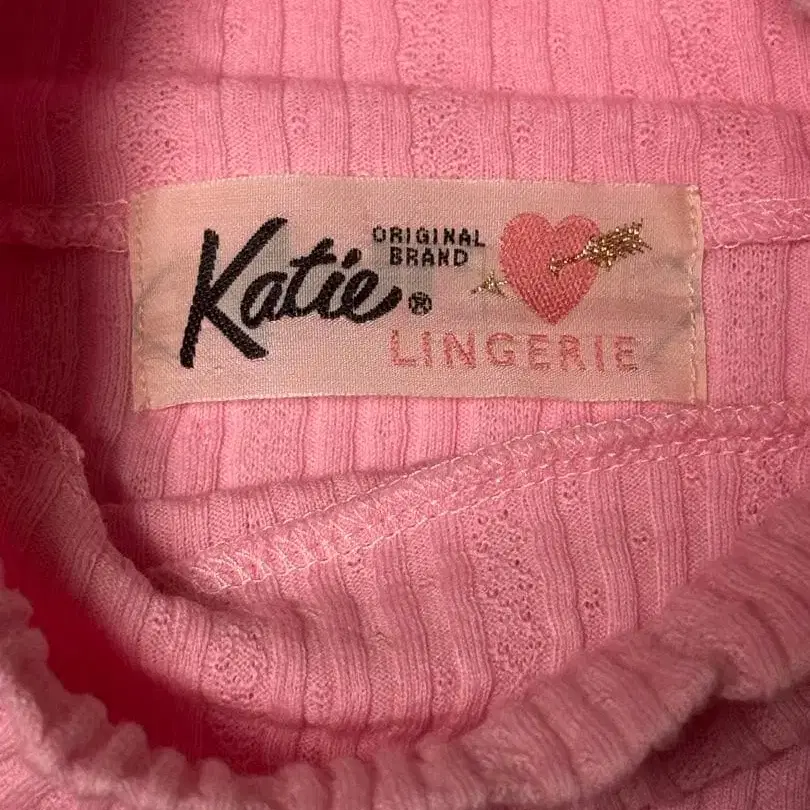 Katie®
ORIGINAL
BRAND
LINGERIE